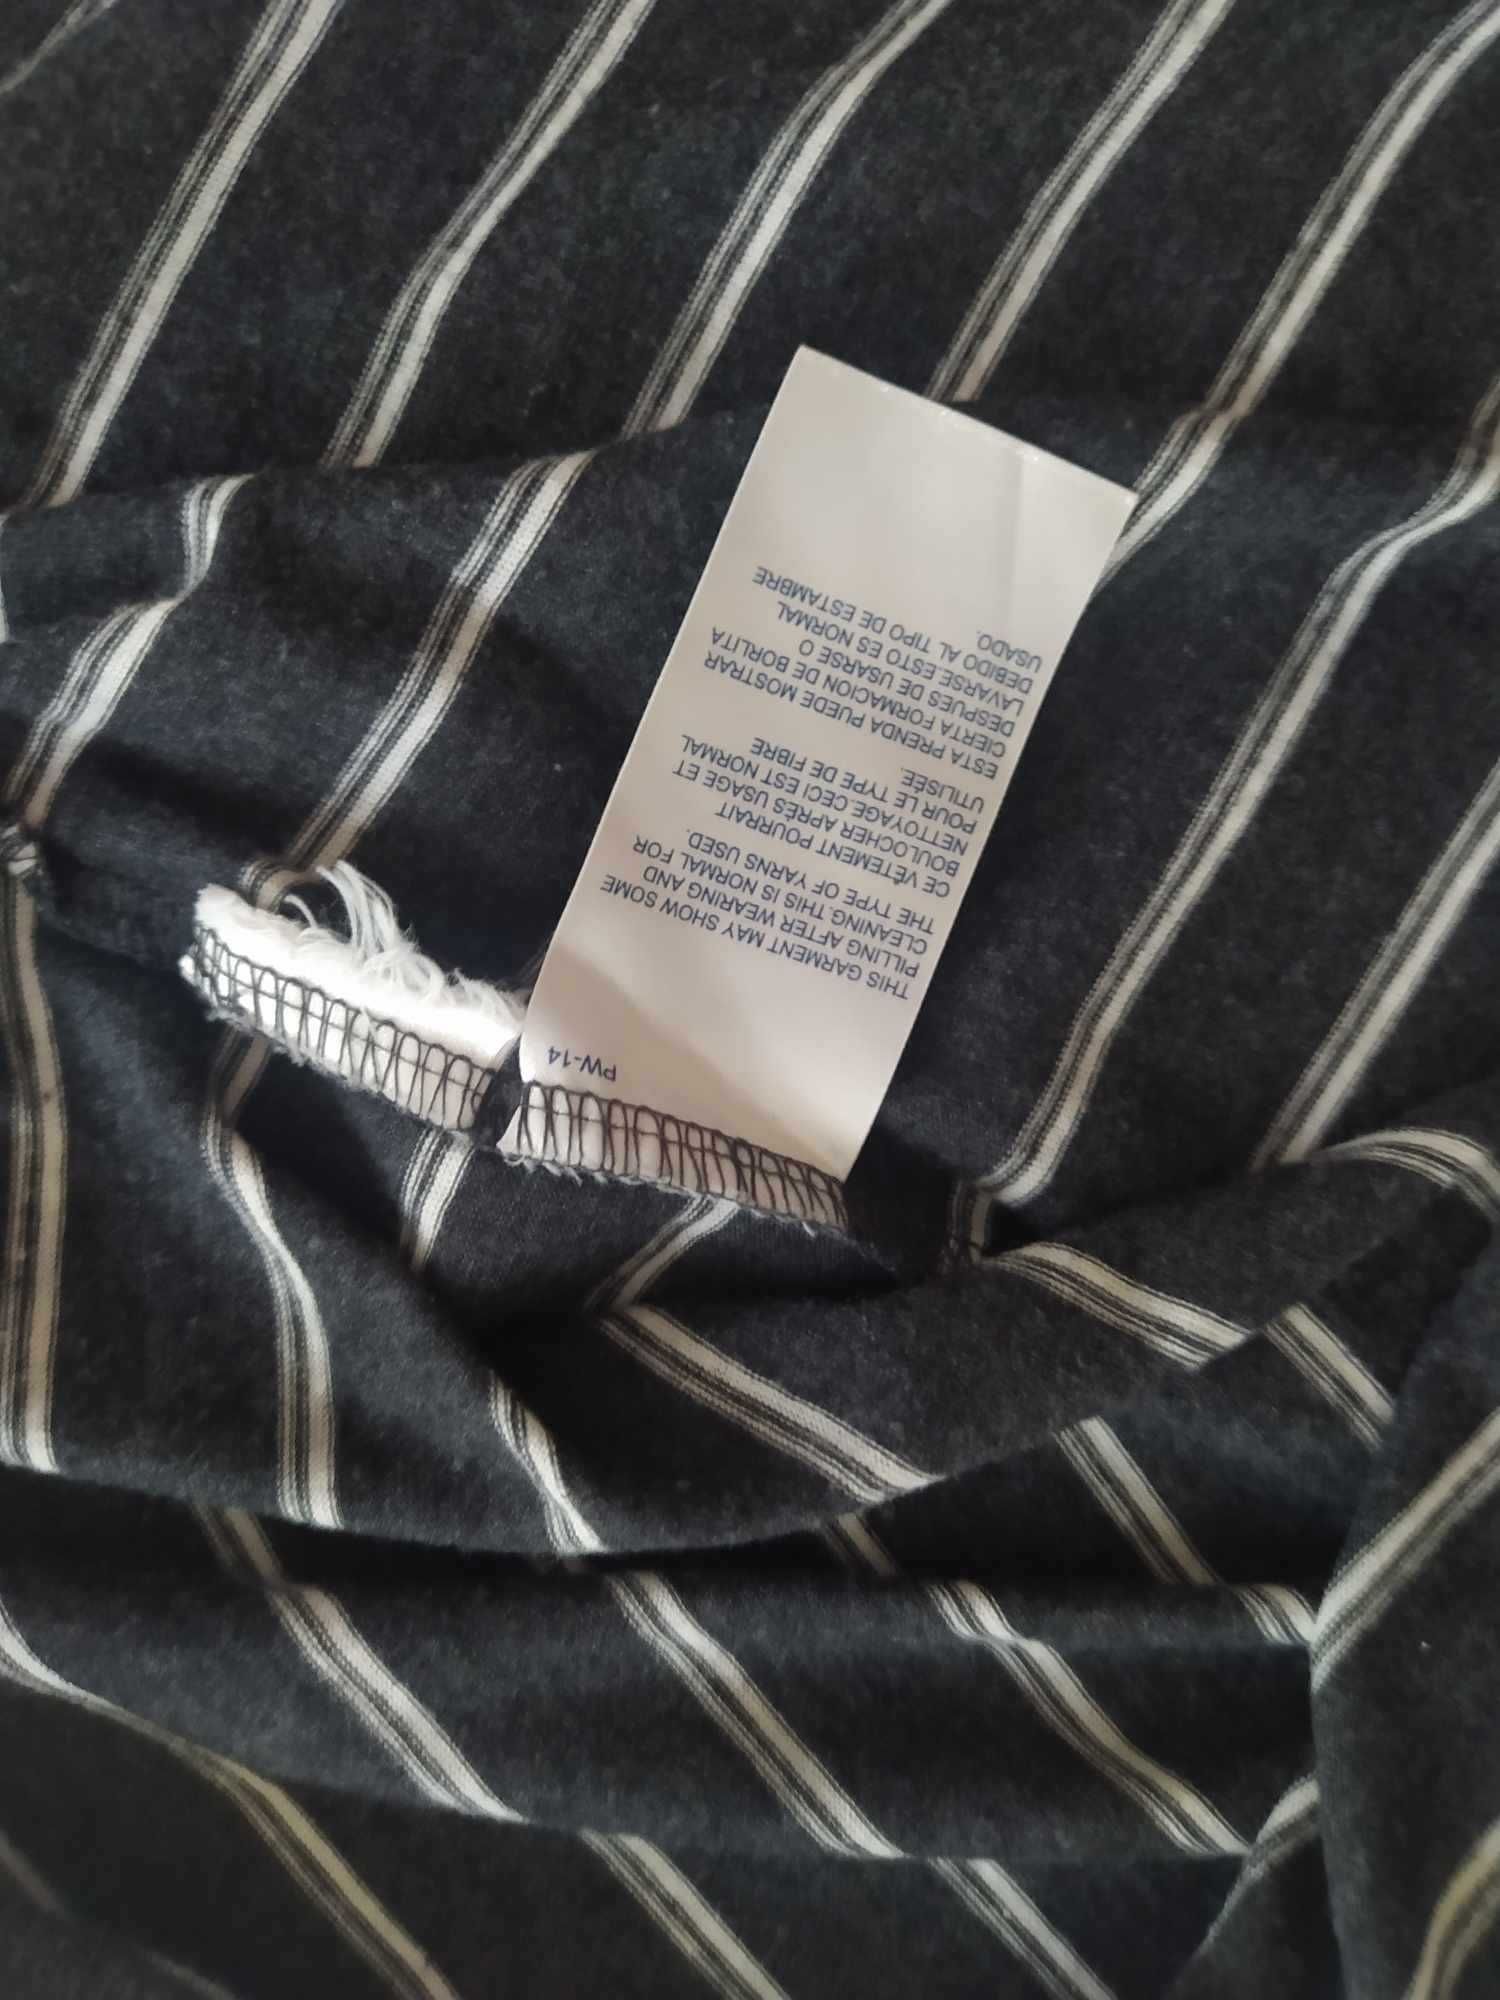 PW-14
THIS GARMENT MAY SHOW SOME
PILLING AFTER WEARING AND
CLEANING.THIS IS NORMAL FOR
THE TYPE OF YARNS USED.
CE VÊTEMENT POURRAIT
BOULOCHER APRÈS USAGE ET
NETTOYAGE CECI EST NORMAL
POUR LE TYPE DE FIBRE
UTILISÉE.
ESTA PRENDA PUEDE MOSTRAR
CIERTA FORMACION DE BORLITA
DESPUES DE USARSE O
LAVARSE.ESTO ES NORMAL
DEBIDO AL TIPO DE ESTAMBRE
USADO.